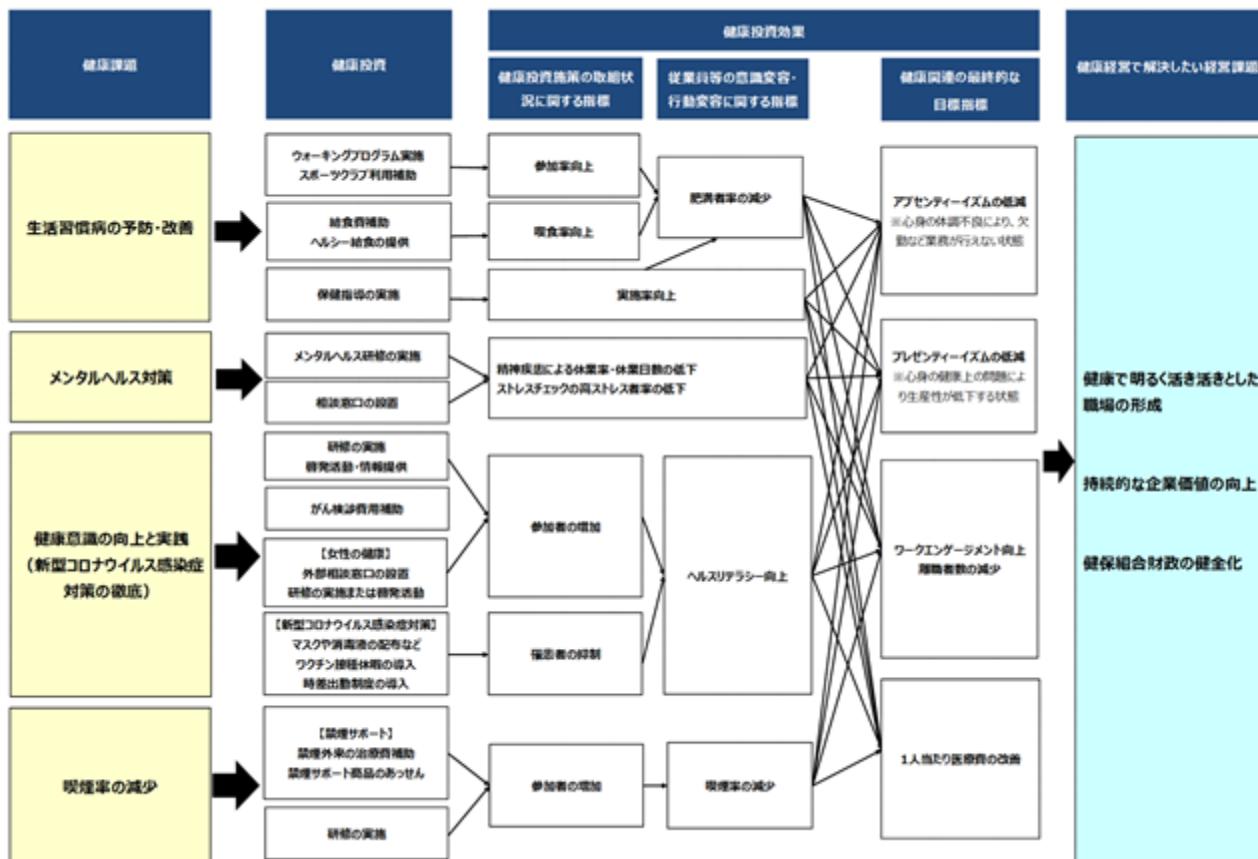 健康課題
健康投資
健康投資効果
健康投資施策の取組状
況に関する指標
従業員等の意識変容・
行動変容に関する指標
健康関連の最終的な
目標指標
健康経営で解決したい経営課題
生活習慣病の予防・改善
ウォーキングプログラム実施
スポーツクラブ利用補助
参加率向上
給食費補助
ヘルシー給食の提供
喫食率向上
肥満者率の減少
保健指導の実施
実施率向上
メンタルヘルス対策
メンタルヘルス研修の実施
相談窓口の設置
精神疾患による休業率・休業日数の低下
ストレスチェックの高ストレス者率の低下
健康意識の向上と実践
（新型コロナウイルス感染症
対策の徹底）
研修の実施
啓発活動・情報提供
がん検診費用補助
【女性の健康】
外部相談窓口の設置
研修の実施または啓発活動
参加者の増加
【新型コロナウイルス感染症対策】
マスクや消毒液の配布など
ワクチン接種休暇の導入
時差出勤制度の導入
罹患者の抑制
ヘルスリテラシー向上
喫煙率の減少
【禁煙サポート】
禁煙外来の治療費補助
禁煙サポート商品のあっせん
研修の実施
参加者の増加
喫煙率の減少
アブセンティーイズムの低減
※心身の体調不良により、欠
勤など業務が行えない状態
プレゼンティーイズムの低減
※心身の健康上の問題によ
り生産性が低下する状態
ワークエンゲージメント向上
離職者数の減少
1人当たり医療費の改善
健康で明るく活き活きとした
職場の形成
持続的な企業価値の向上
健保組合財政の健全化